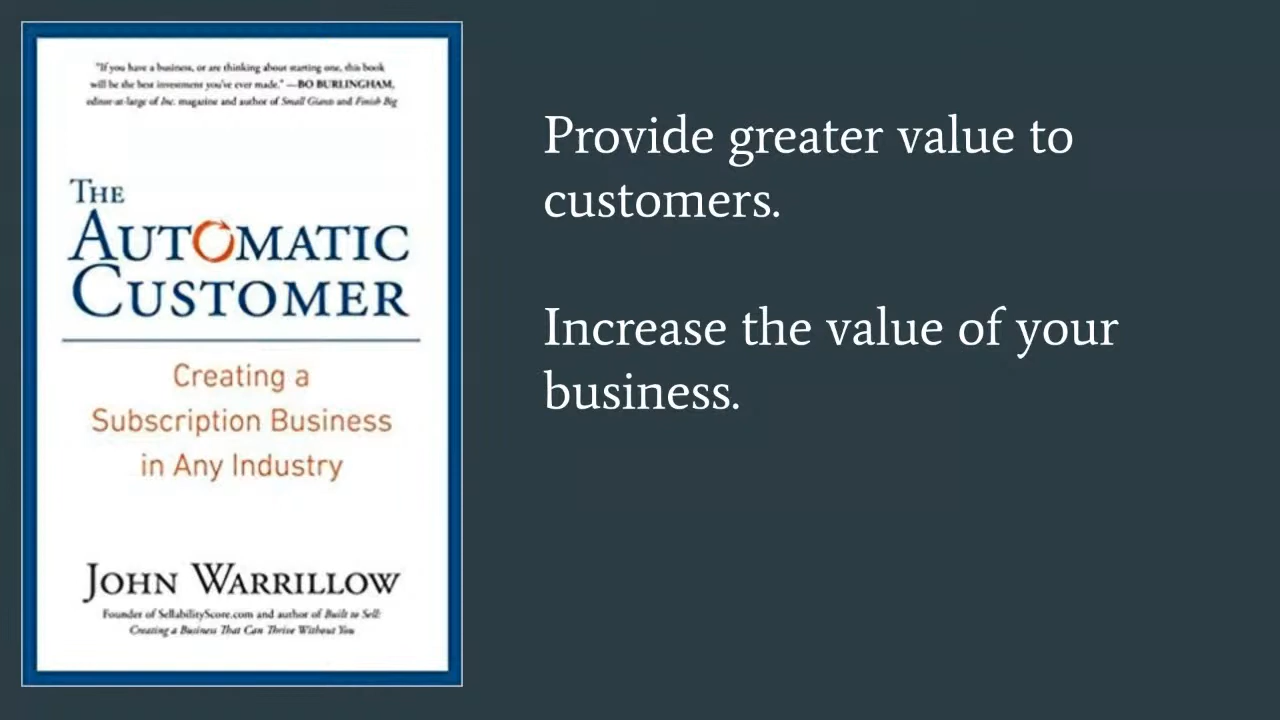 "If you have a business, or are thinking about starting one, this book
will be the best investment you've ever made." —BO BURLINGHAM,
editor-at-large of Inc. magazine and author of Small Giants and Finish Big
THE
AUTOMATIC
CUSTOMER
Creating a
Subscription Business
in Any Industry
JOHN WARRILLOW
Founder of SellabilityScore.com and author of Built to Sell:
Creating a Business That Can Thrive Without You
Provide greater value to
customers.
Increase the value of your
business.